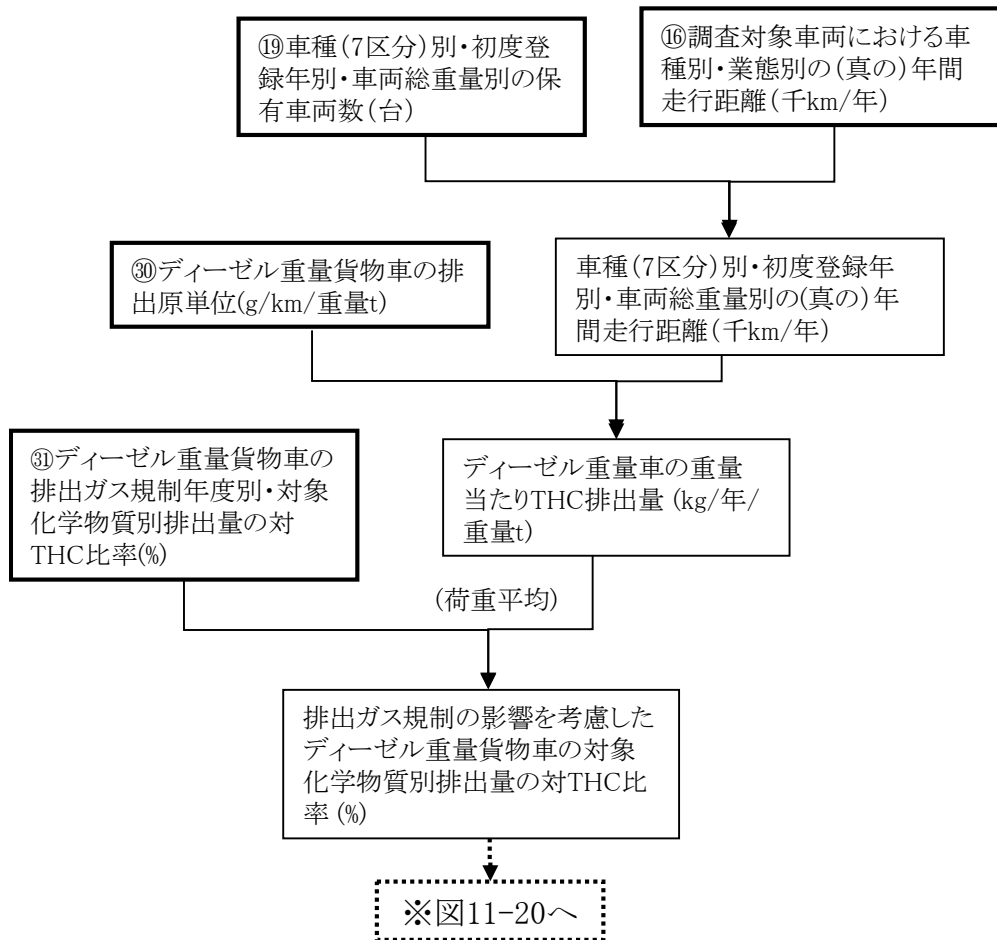 ⑲車種(7区分)別・初度登
録年別・車両総重量別の保
有車両数(台)
⑯調査対象車両における車
種別・業態別の(真の)年間
走行距離(千km/年)
㉚ディーゼル重量貨物車の排
出原単位(g/km/重量t)
車種(7区分)別・初度登録年
別・車両総重量別の(真の)年
間走行距離(千km/年)
㉛ディーゼル重量貨物車の
排出ガス規制年度別・対象
化学物質別排出量の対
THC比率(%)
ディーゼル重量車の重量
当たりTHC排出量 (kg/年/
重量t)
(荷重平均)
排出ガス規制の影響を考慮した
ディーゼル重量貨物車の対象
化学物質別排出量の対THC比
率 (%)
※図11-20へ